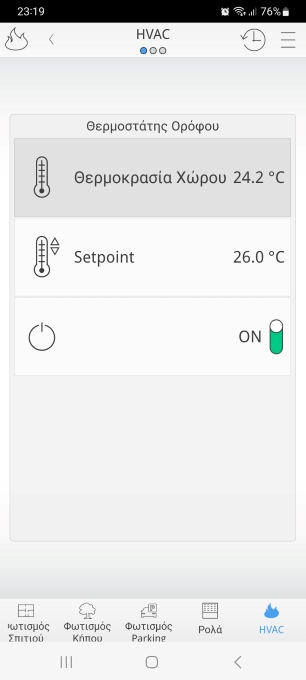 23:19 76%
HVAC
Θερμοστάτης Ορόφου
Θερμοκρασία Χώρου 24.2 °C
Setpoint 26.0 °C
ON
Φωτισμός Φωτισμός Ρολά HVAC
Σπιτιού Κήπου Parking